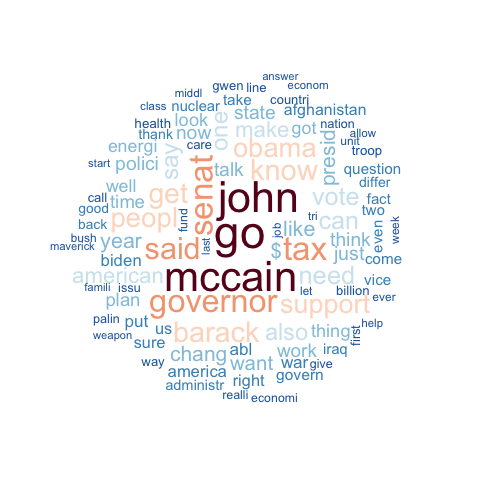 answer
middl gwen line econom
class nuclear take countri
health look state afghanistan
thank now one make got nation allow
energi care obama presid unit troop
start polici say senat talk know question
well get vote differ
call time peopl john like can fact
good two
back year said fund last go $ tax think just even week
bush biden job tri come
maverick american mccain need
famili issu let billion vice
plan governor support ever
palin put barack also thing first help
weapon us
sure chang abl work iraq
way america want war give
administr right govern
realli economi